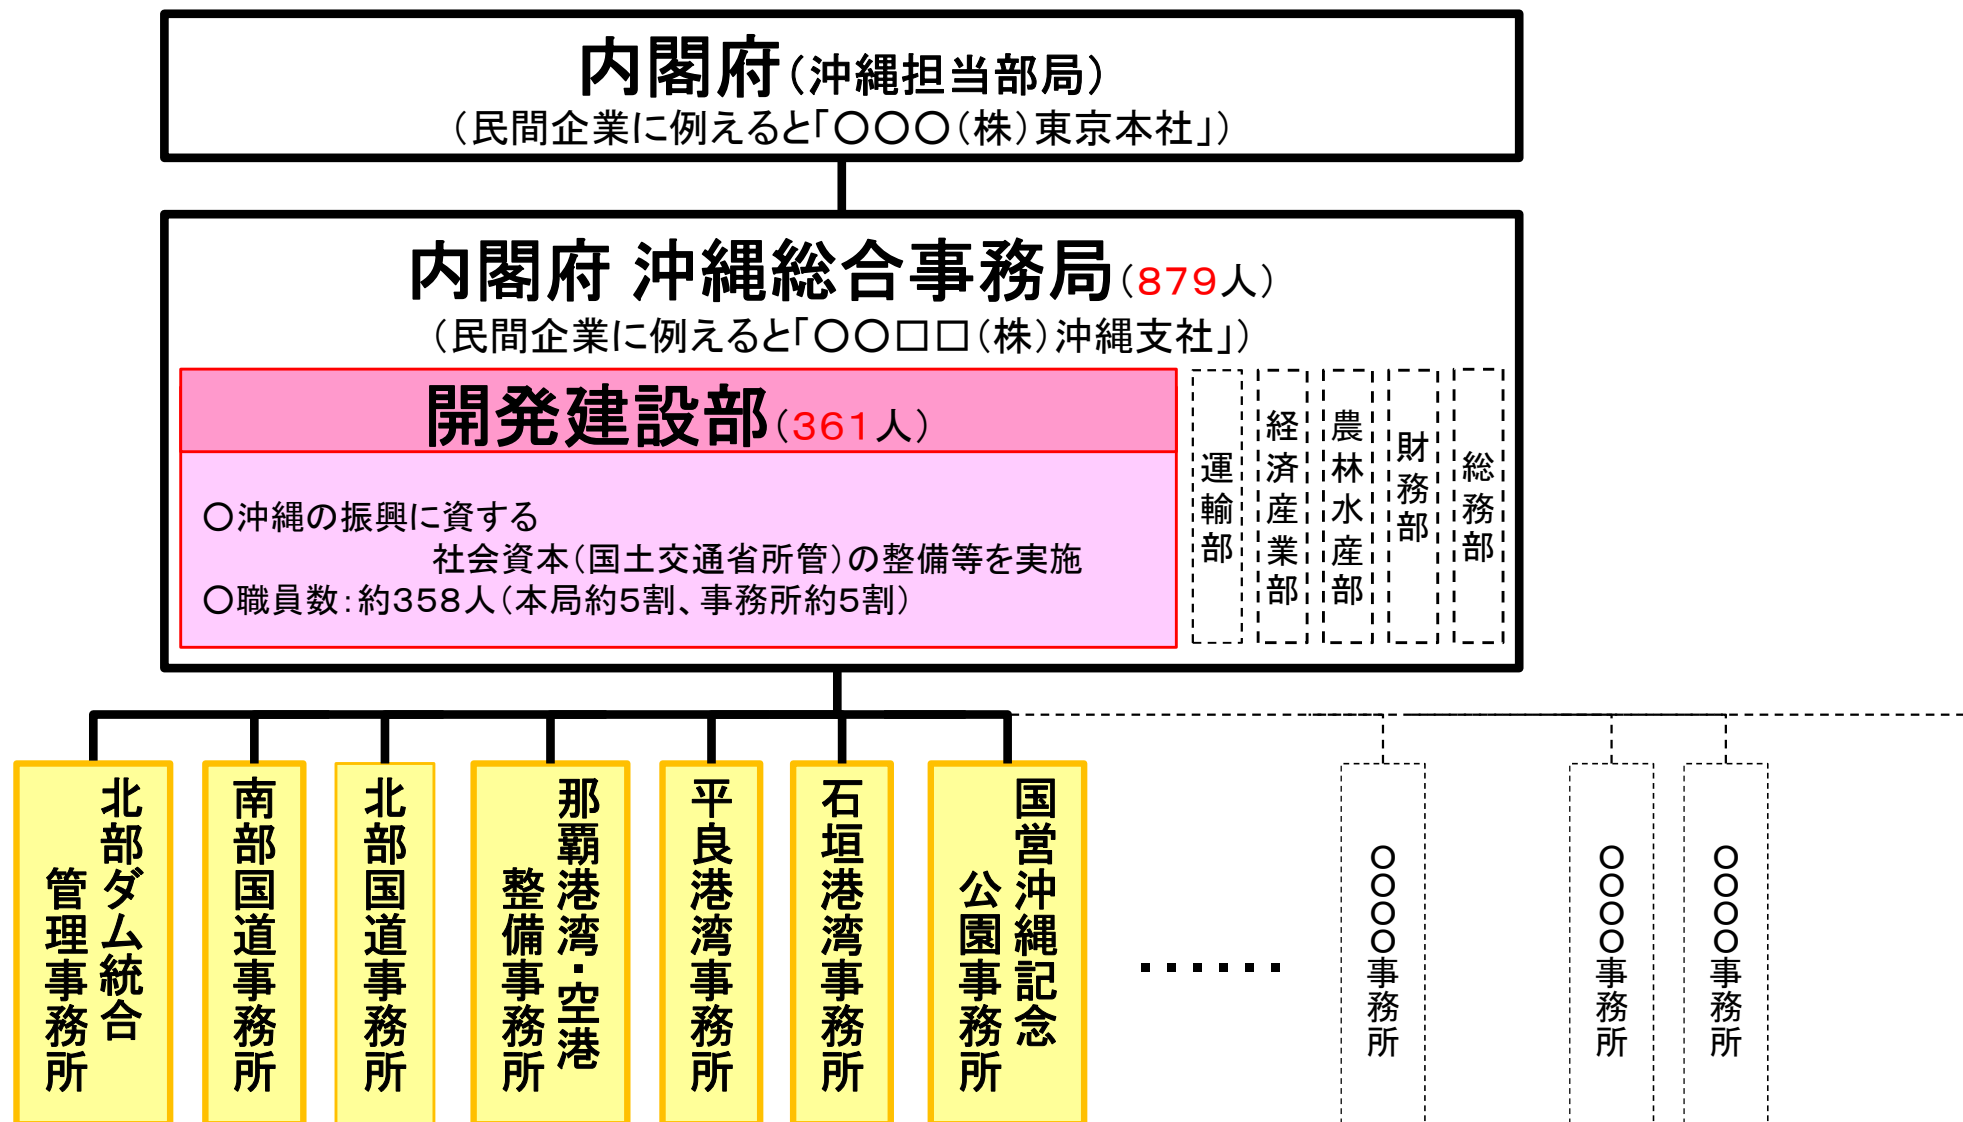 内閣府(沖縄担当部局)
(民間企業に例えると「〇〇〇(株)東京本社」)
内閣府 沖縄総合事務局(879人)
(民間企業に例えると「〇〇□□(株)沖縄支社」)
開発建設部(361人)
〇沖縄の振興に資する
社会資本(国土交通省所管)の整備等を実施
〇職員数:約358人(本局約5割、事務所約5割)
運輸部
経済産業部
農林水産部
財務部
総務部
北部ダム統合
管理事務所
南部国道事務所
北部国道事務所
那覇港湾・空港
整備事務所
平良港湾事務所
石垣港湾事務所
国営沖縄記念
公園事務所
······
〇〇〇〇事務所
〇〇〇〇事務所
〇〇〇〇事務所